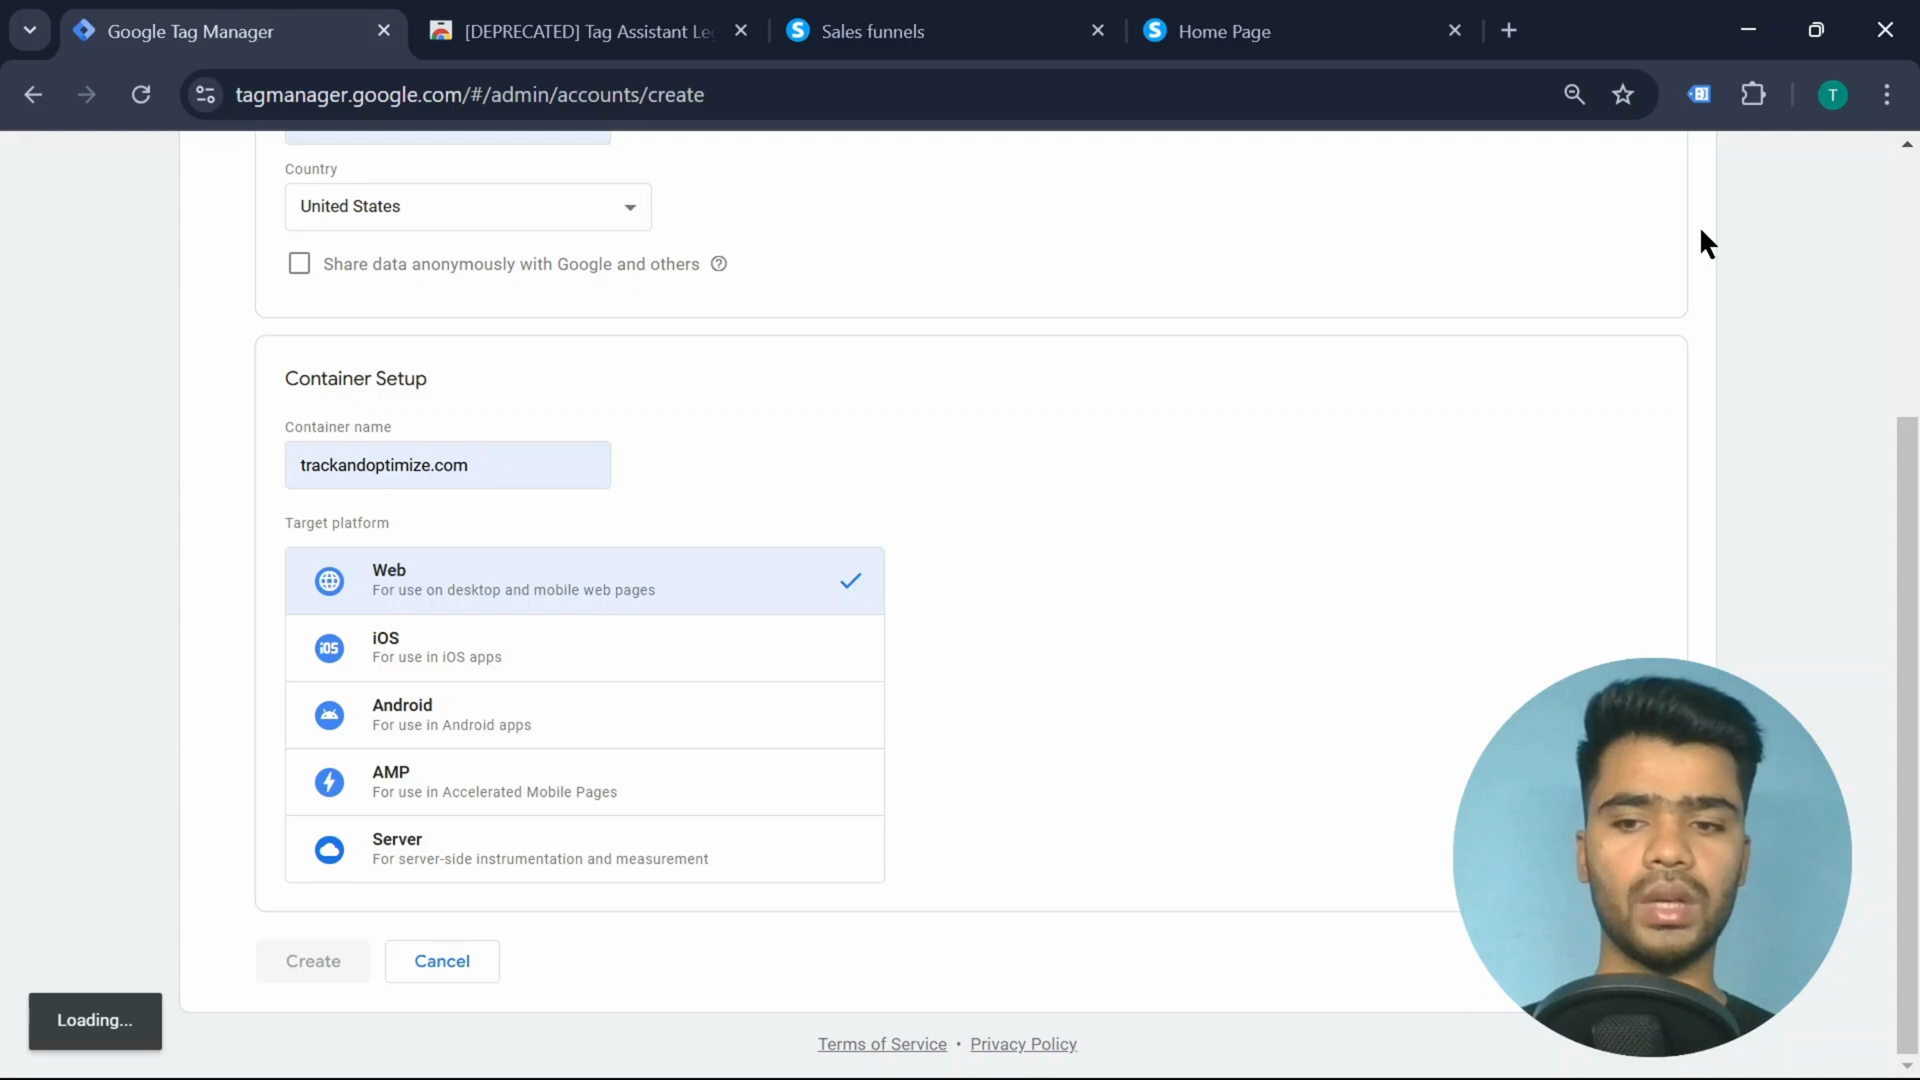 Google Tag Manager
[DEPRECATED] Tag Assistant Le
Sales funnels
Home Page
tagmanager.google.com/#/admin/accounts/create
T
Country
United States
Share data anonymously with Google and others
Container Setup
Container name
trackandoptimize.com
Target platform
Web
For use on desktop and mobile web pages
iOS
iOS
For use in iOS apps
Android
For use in Android apps
AMP
For use in Accelerated Mobile Pages
Server
For server-side instrumentation and measurement
Create
Cancel
Loading...
Terms of Service • Privacy Policy